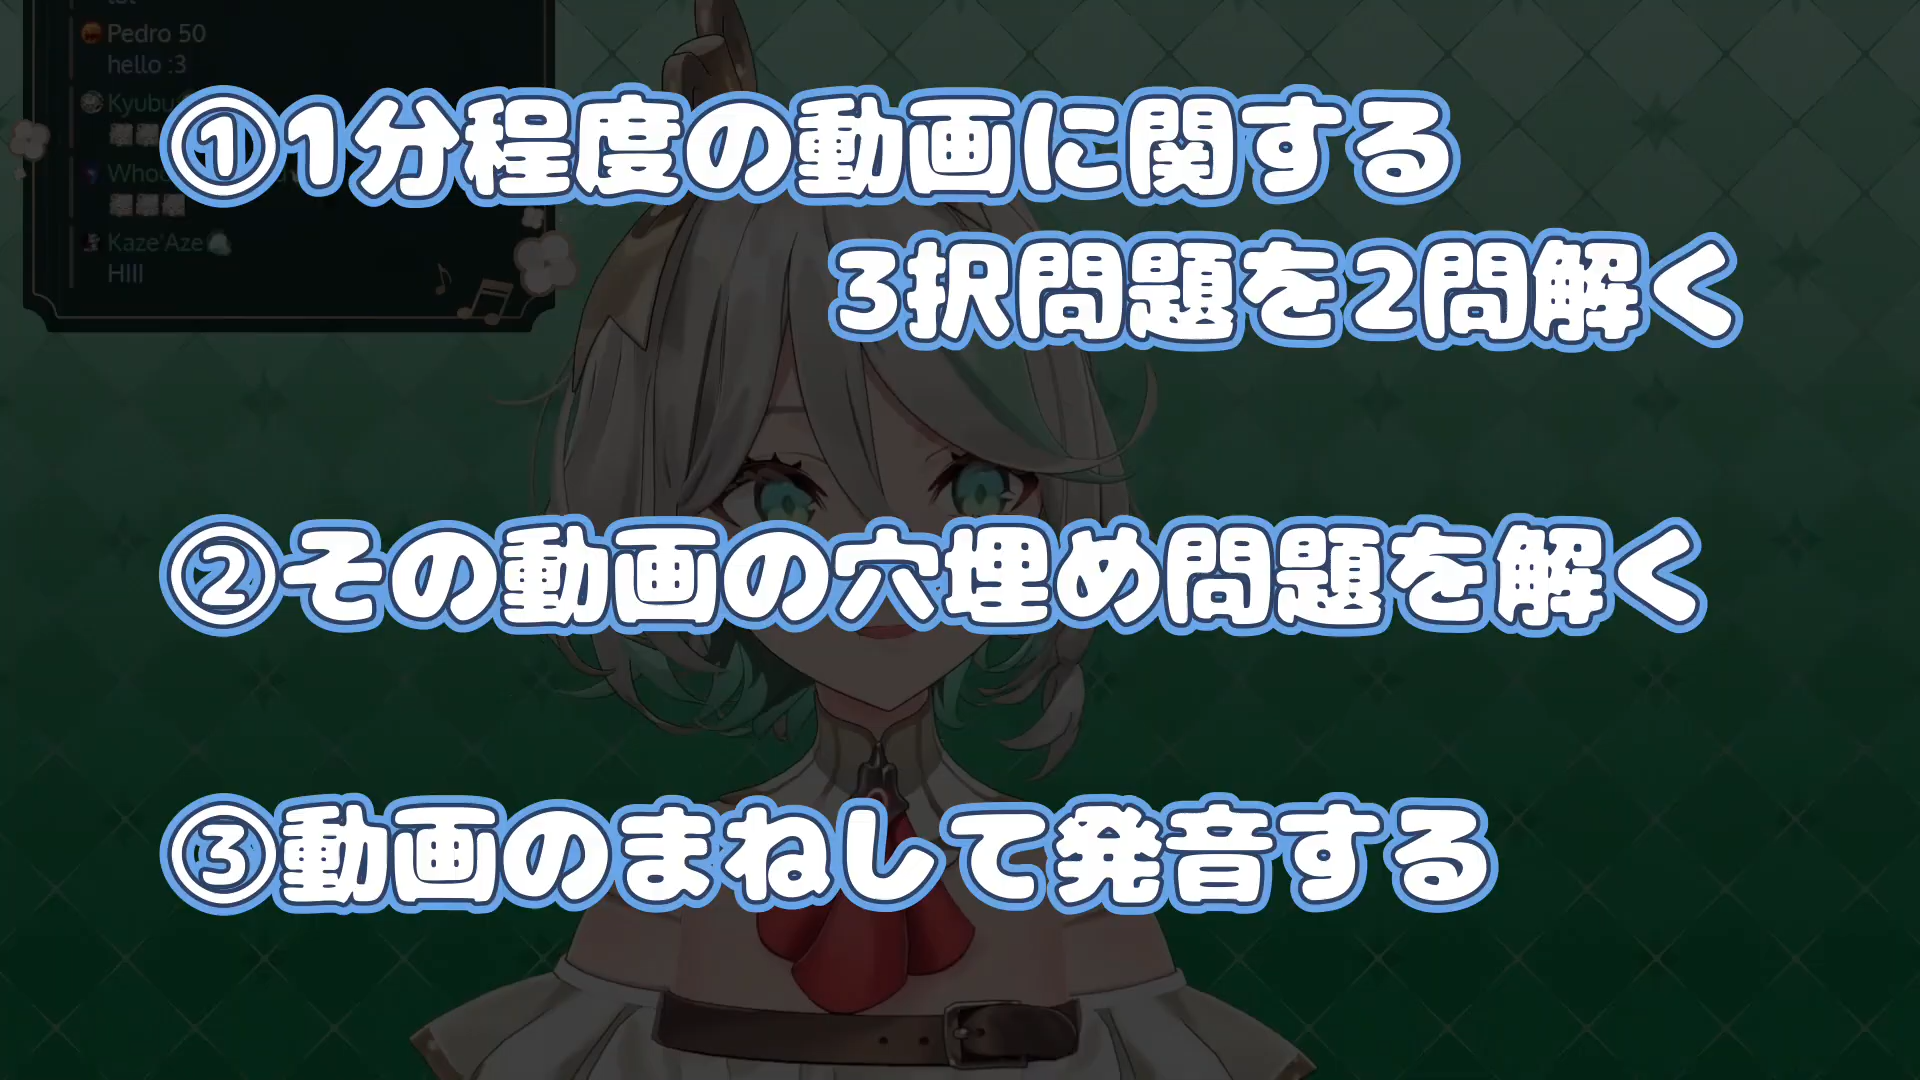 Pedro 50
hello :3
Kyubu
Kaze'Aze
HIII
①1分程度の動画に関する
3択問題を2問解く
②その動画の穴埋め問題を解く
③動画のまねして発音する